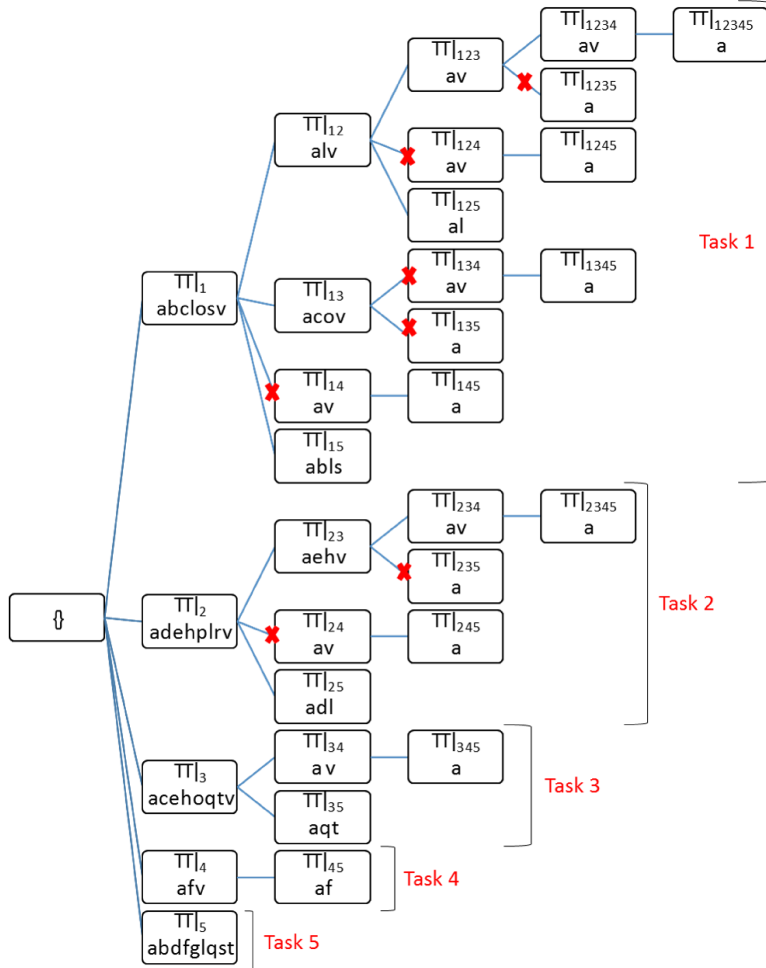 {}
∏|1
abclosv
∏|12
alv
∏|123
av
∏|1234
av
∏|12345
a
∏|1235
a
∏|124
av
∏|1245
a
∏|125
al
∏|13
acov
∏|134
av
∏|1345
a
∏|135
a
∏|14
av
∏|145
a
∏|15
abls
Task 1
∏|2
adehplrv
∏|23
aehv
∏|234
av
∏|2345
a
∏|235
a
∏|24
av
∏|245
a
∏|25
adl
Task 2
∏|3
acehoqtv
∏|34
av
∏|345
a
∏|35
aqt
Task 3
∏|4
afv
∏|45
af
Task 4
∏|5
abdfglqst
Task 5